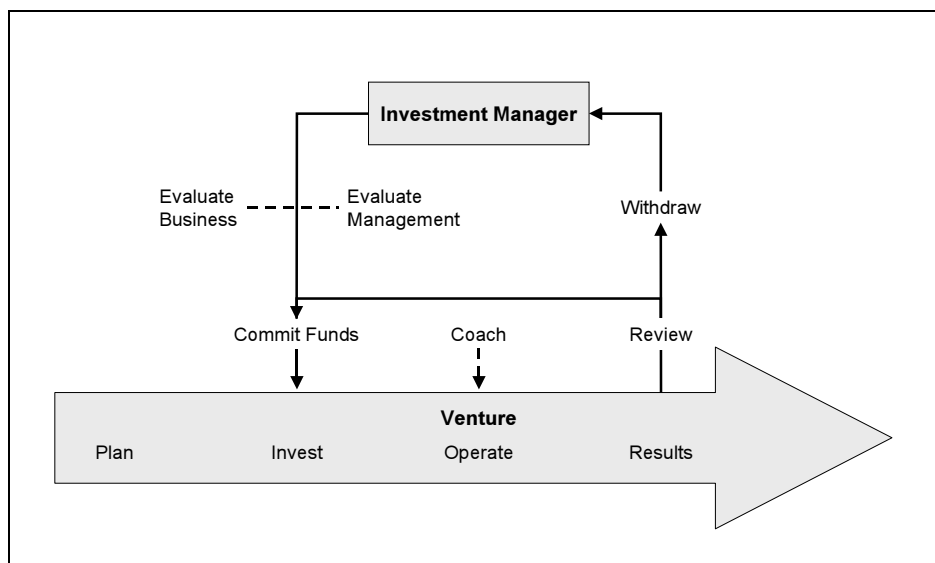 Investment Manager
Evaluate
Business
Evaluate
Management
Withdraw
Commit Funds
Coach
Review
Venture
Plan
Invest
Operate
Results